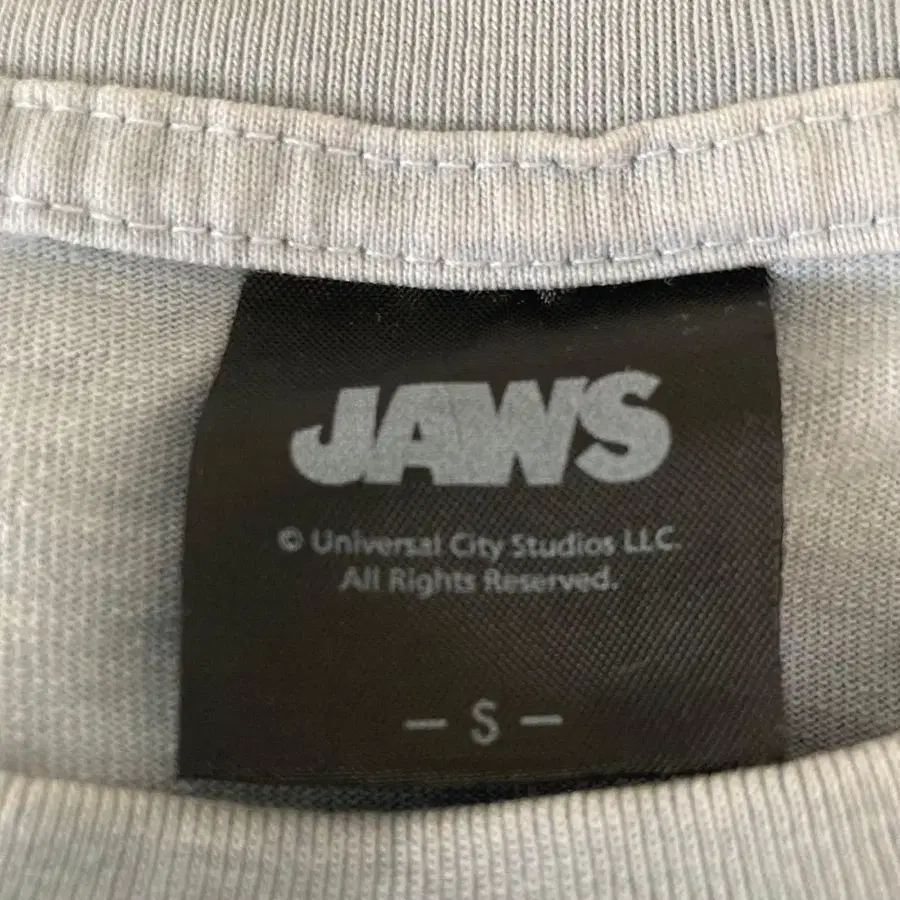 JAWS
© Universal City Studios LLC.
All Rights Reserved.
— S —